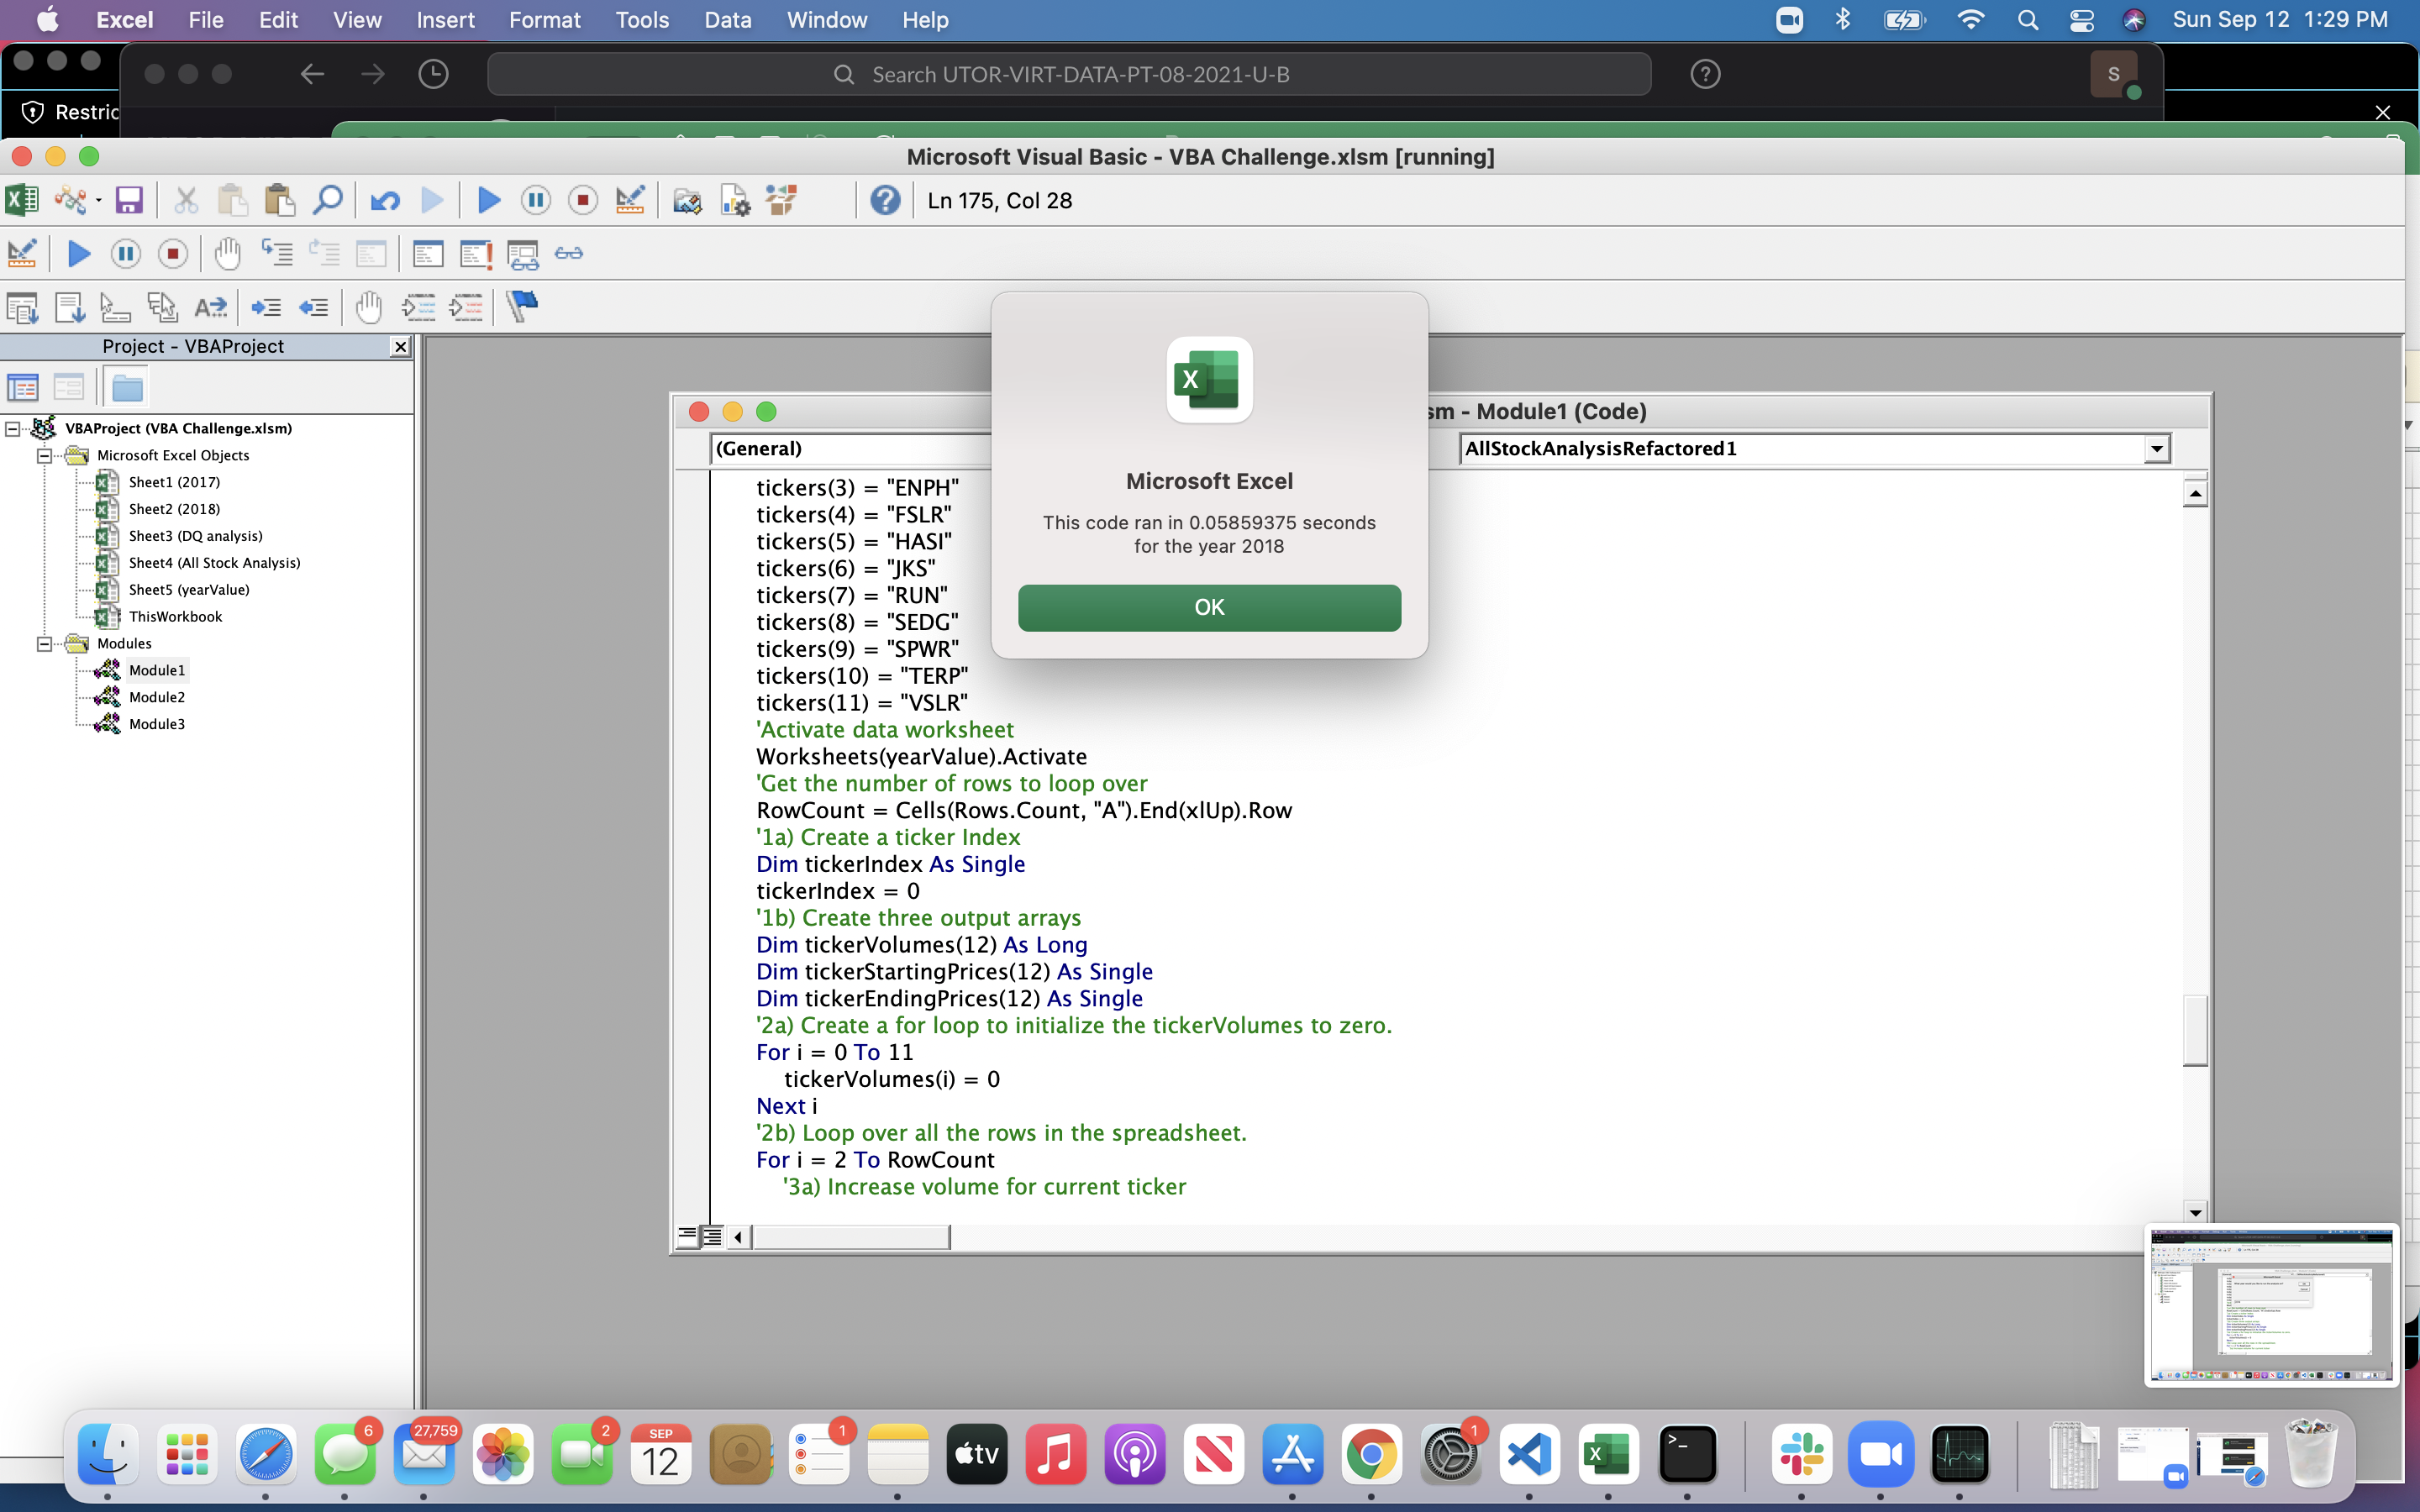 Excel File Edit View Insert Format Tools Data Window Help Sun Sep 12 1:29 PM
Search UTOR-VIRT-DATA-PT-08-2021-U-B ? S
Restric
Microsoft Visual Basic - VBA Challenge.xlsm [running]
Ln 175, Col 28
Project - VBAProject
VBAProject (VBA Challenge.xlsm)
Microsoft Excel Objects
Sheet1 (2017)
Sheet2 (2018)
Sheet3 (DQ analysis)
Sheet4 (All Stock Analysis)
Sheet5 (yearValue)
ThisWorkbook
Modules
Module1
Module2
Module3
sm - Module1 (Code)
(General) AllStockAnalysisRefactored1
Microsoft Excel
This code ran in 0.05859375 seconds
for the year 2018
OK
tickers(3) = "ENPH"
tickers(4) = "FSLR"
tickers(5) = "HASI"
tickers(6) = "JKS"
tickers(7) = "RUN"
tickers(8) = "SEDG"
tickers(9) = "SPWR"
tickers(10) = "TERP"
tickers(11) = "VSLR"
'Activate data worksheet
Worksheets(yearValue).Activate
'Get the number of rows to loop over
RowCount = Cells(Rows.Count, "A").End(xlUp).Row
'1a) Create a ticker Index
Dim tickerIndex As Single
tickerIndex = 0
'1b) Create three output arrays
Dim tickerVolumes(12) As Long
Dim tickerStartingPrices(12) As Single
Dim tickerEndingPrices(12) As Single
'2a) Create a for loop to initialize the tickerVolumes to zero.
For i = 0 To 11
tickerVolumes(i) = 0
Next i
'2b) Loop over all the rows in the spreadsheet.
For i = 2 To RowCount
'3a) Increase volume for current ticker
6 27,759 2 SEP 12 1 tv 1